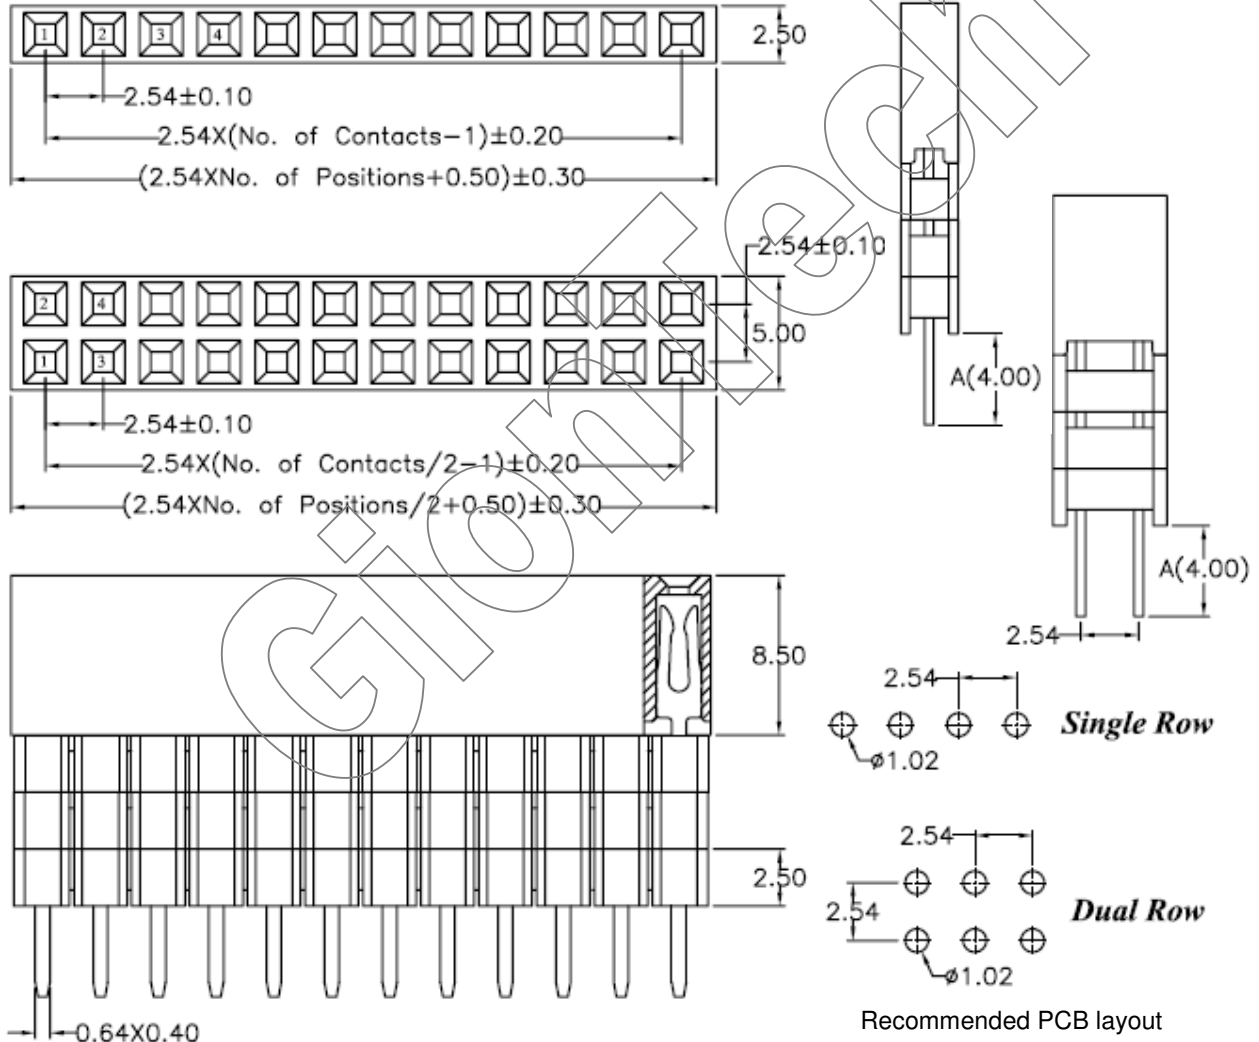 1 2 3 4
2.50
2.54±0.10
2.54X(No. of Contacts-1)±0.20
(2.54XNo. of Positions+0.50)±0.30
2.54±0.10
2 4
5.00
1 3
2.54±0.10
2.54X(No. of Contacts/2-1)±0.20
(2.54XNo. of Positions/2+0.50)±0.30
A(4.00)
A(4.00)
2.54
8.50
2.50
0.64X0.40
2.54
Single Row
ø1.02
2.54
2.54
Dual Row
ø1.02
Recommended PCB layout
GionTech